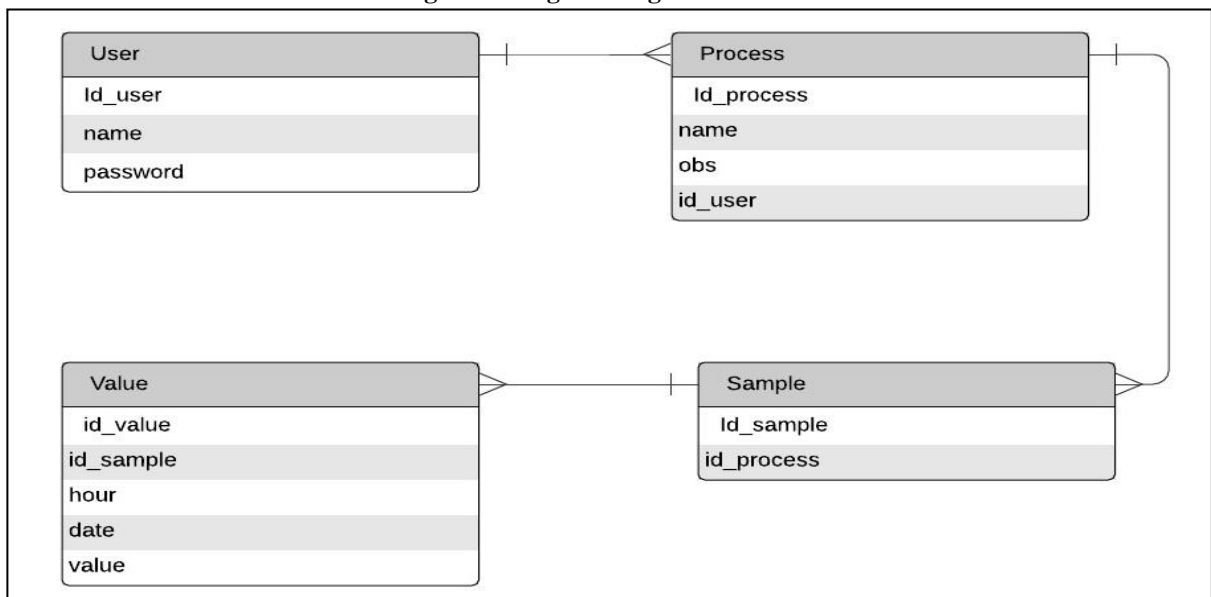 User
Id_user
name
password
Process
Id_process
name
obs
id_user
Value
id_value
id_sample
hour
date
value
Sample
Id_sample
id_process